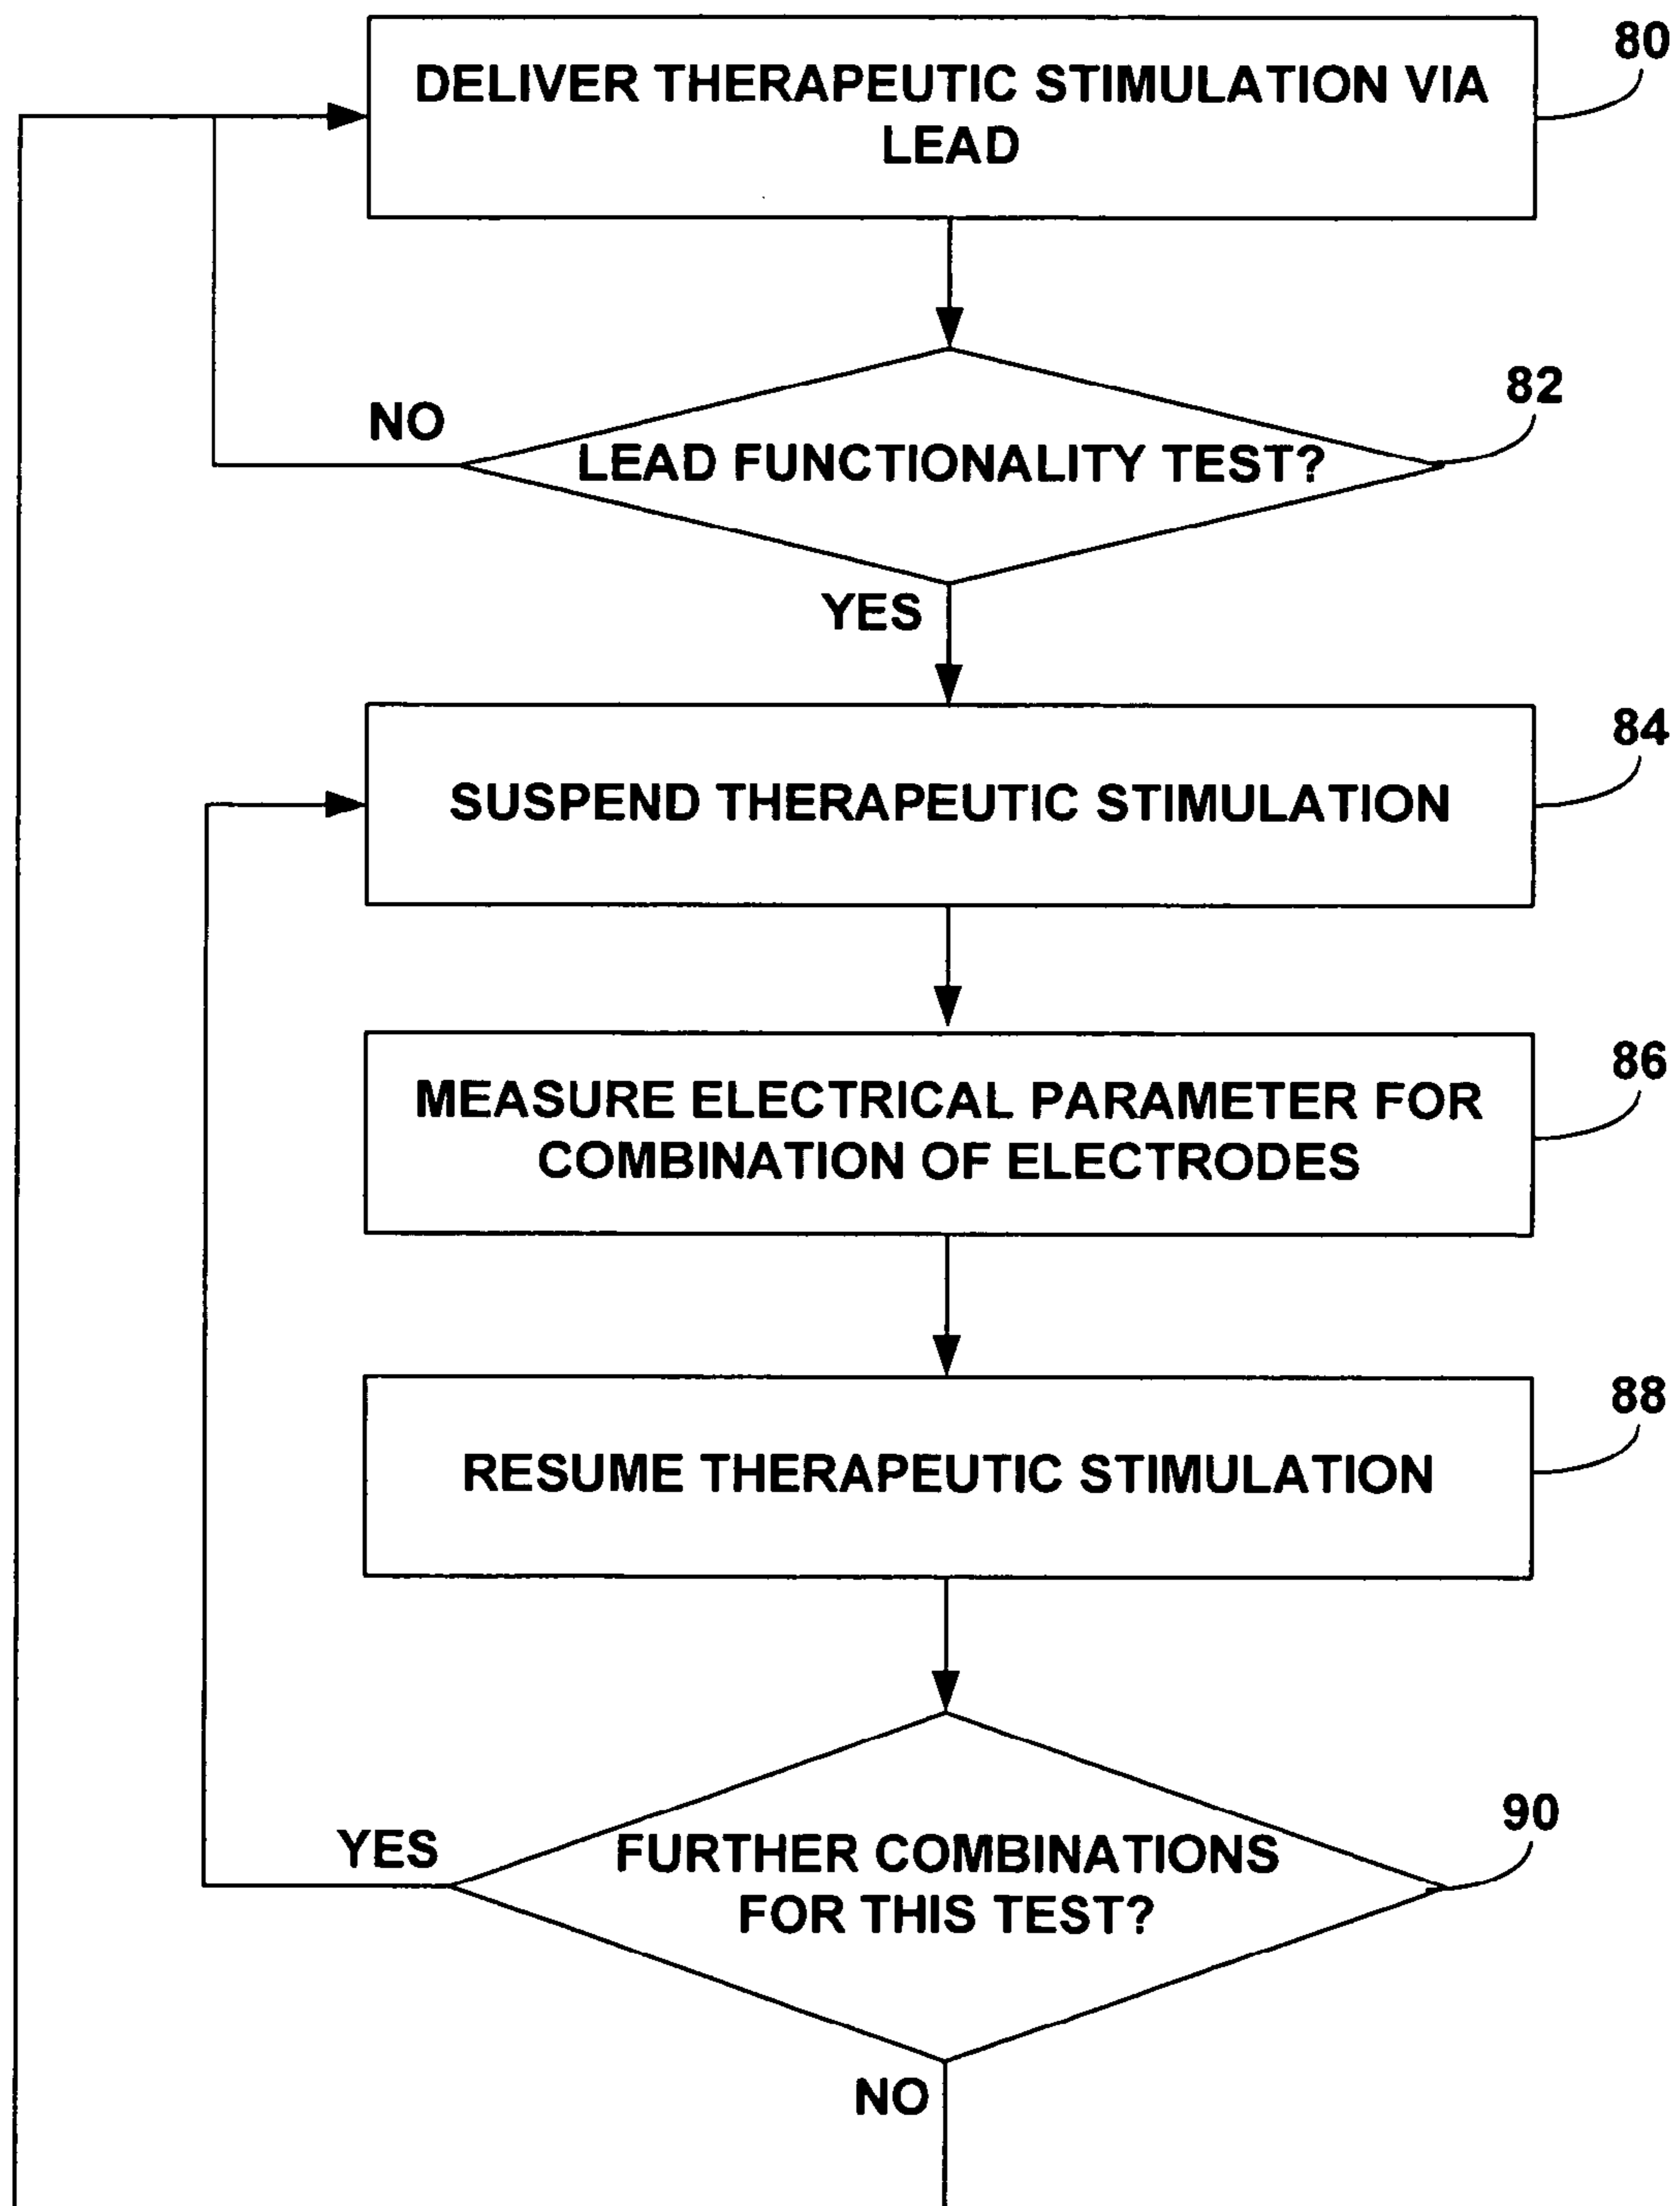 80
DELIVER THERAPEUTIC STIMULATION VIA
LEAD
82
NO
LEAD FUNCTIONALITY TEST?
YES
84
SUSPEND THERAPEUTIC STIMULATION
86
MEASURE ELECTRICAL PARAMETER FOR
COMBINATION OF ELECTRODES
88
RESUME THERAPEUTIC STIMULATION
90
YES
FURTHER COMBINATIONS
FOR THIS TEST?
NO